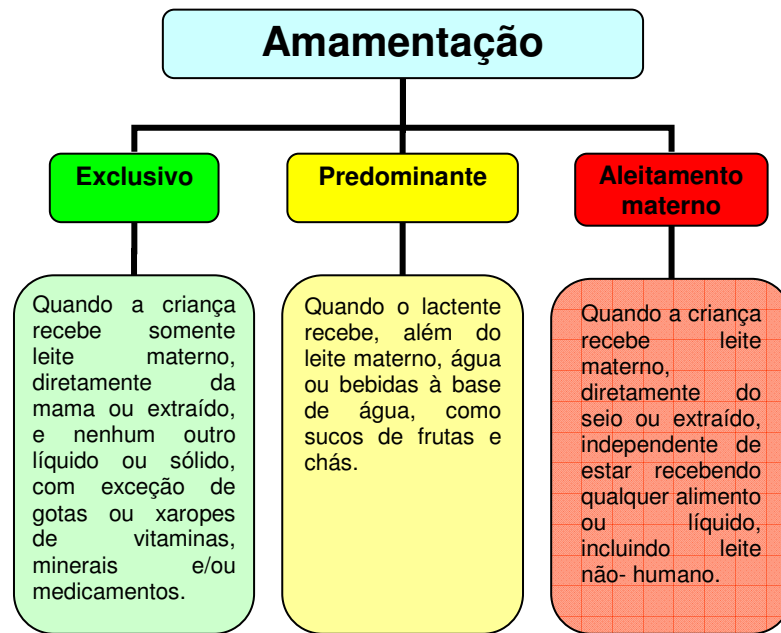 Amamentação
Exclusivo
Predominante
Aleitamento
materno
Quando a criança
recebe somente
leite materno,
diretamente da
mama ou extraído,
e nenhum outro
líquido ou sólido,
com exceção de
gotas ou xaropes
de vitaminas,
minerais e/ou
medicamentos.
Quando o lactente
recebe, além do
leite materno, água
ou bebidas à base
de água, como
sucos de frutas e
chás.
Quando a criança
recebe leite
materno,
diretamente do
seio ou extraído,
independente de
estar recebendo
qualquer alimento
ou líquido,
incluindo leite
não- humano.